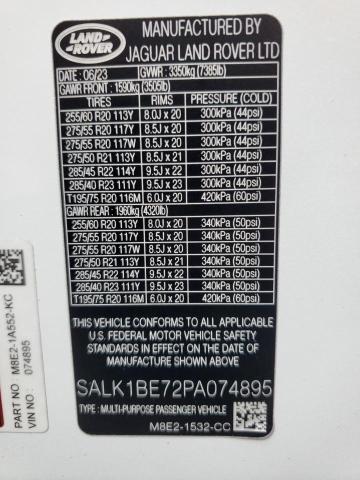 LAND
ROVER
MANUFACTURED BY
JAGUAR LAND ROVER LTD
DATE : 06/23 GVWR : 3350kg (7385lb)
GAWR FRONT : 1590kg (3505lb)
TIRES RIMS PRESSURE (COLD)
255/60 R20 113Y 8.0J x 20 300kPA (44psi)
275/55 R20 117Y 8.5J x 20 300kPA (44psi)
275/55 R20 117W 8.5J x 20 300kPA (44psi)
275/50 R21 113Y 8.5J x 21 300kPA (44psi)
285/45 R22 114Y 9.5J x 22 300kPA (44psi)
285/40 R23 111Y 9.5J x 23 300kPA (44psi)
T195/75 R20 116M 6.0J x 20 420kPA (60psi)
GAWR REAR : 1960kg (4320lb)
255/60 R20 113Y 8.0J x 20 340kPA (50psi)
275/55 R20 117Y 8.5J x 20 340kPA (50psi)
275/55 R20 117W 8.5J x 20 340kPA (50psi)
275/50 R21 113Y 8.5J x 21 340kPA (50psi)
285/45 R22 114Y 9.5J x 22 340kPA (50psi)
285/40 R23 111Y 9.5J x 23 340kPA (50psi)
T195/75 R20 116M 6.0J x 20 420kPA (60psi)
THIS VEHICLE CONFORMS TO ALL APPLICABLE
U.S. FEDERAL MOTOR VEHICLE SAFETY
STANDARDS IN EFFECT ON THE DATE OF
MANUFACTURE SHOWN ABOVE
SALK1BE72PA074895
TYPE : MULTI-PURPOSE PASSENGER VEHICLE
M8E2-1532-CC
PART NO : M8E2-1A552-KC
VIN NO : 074895